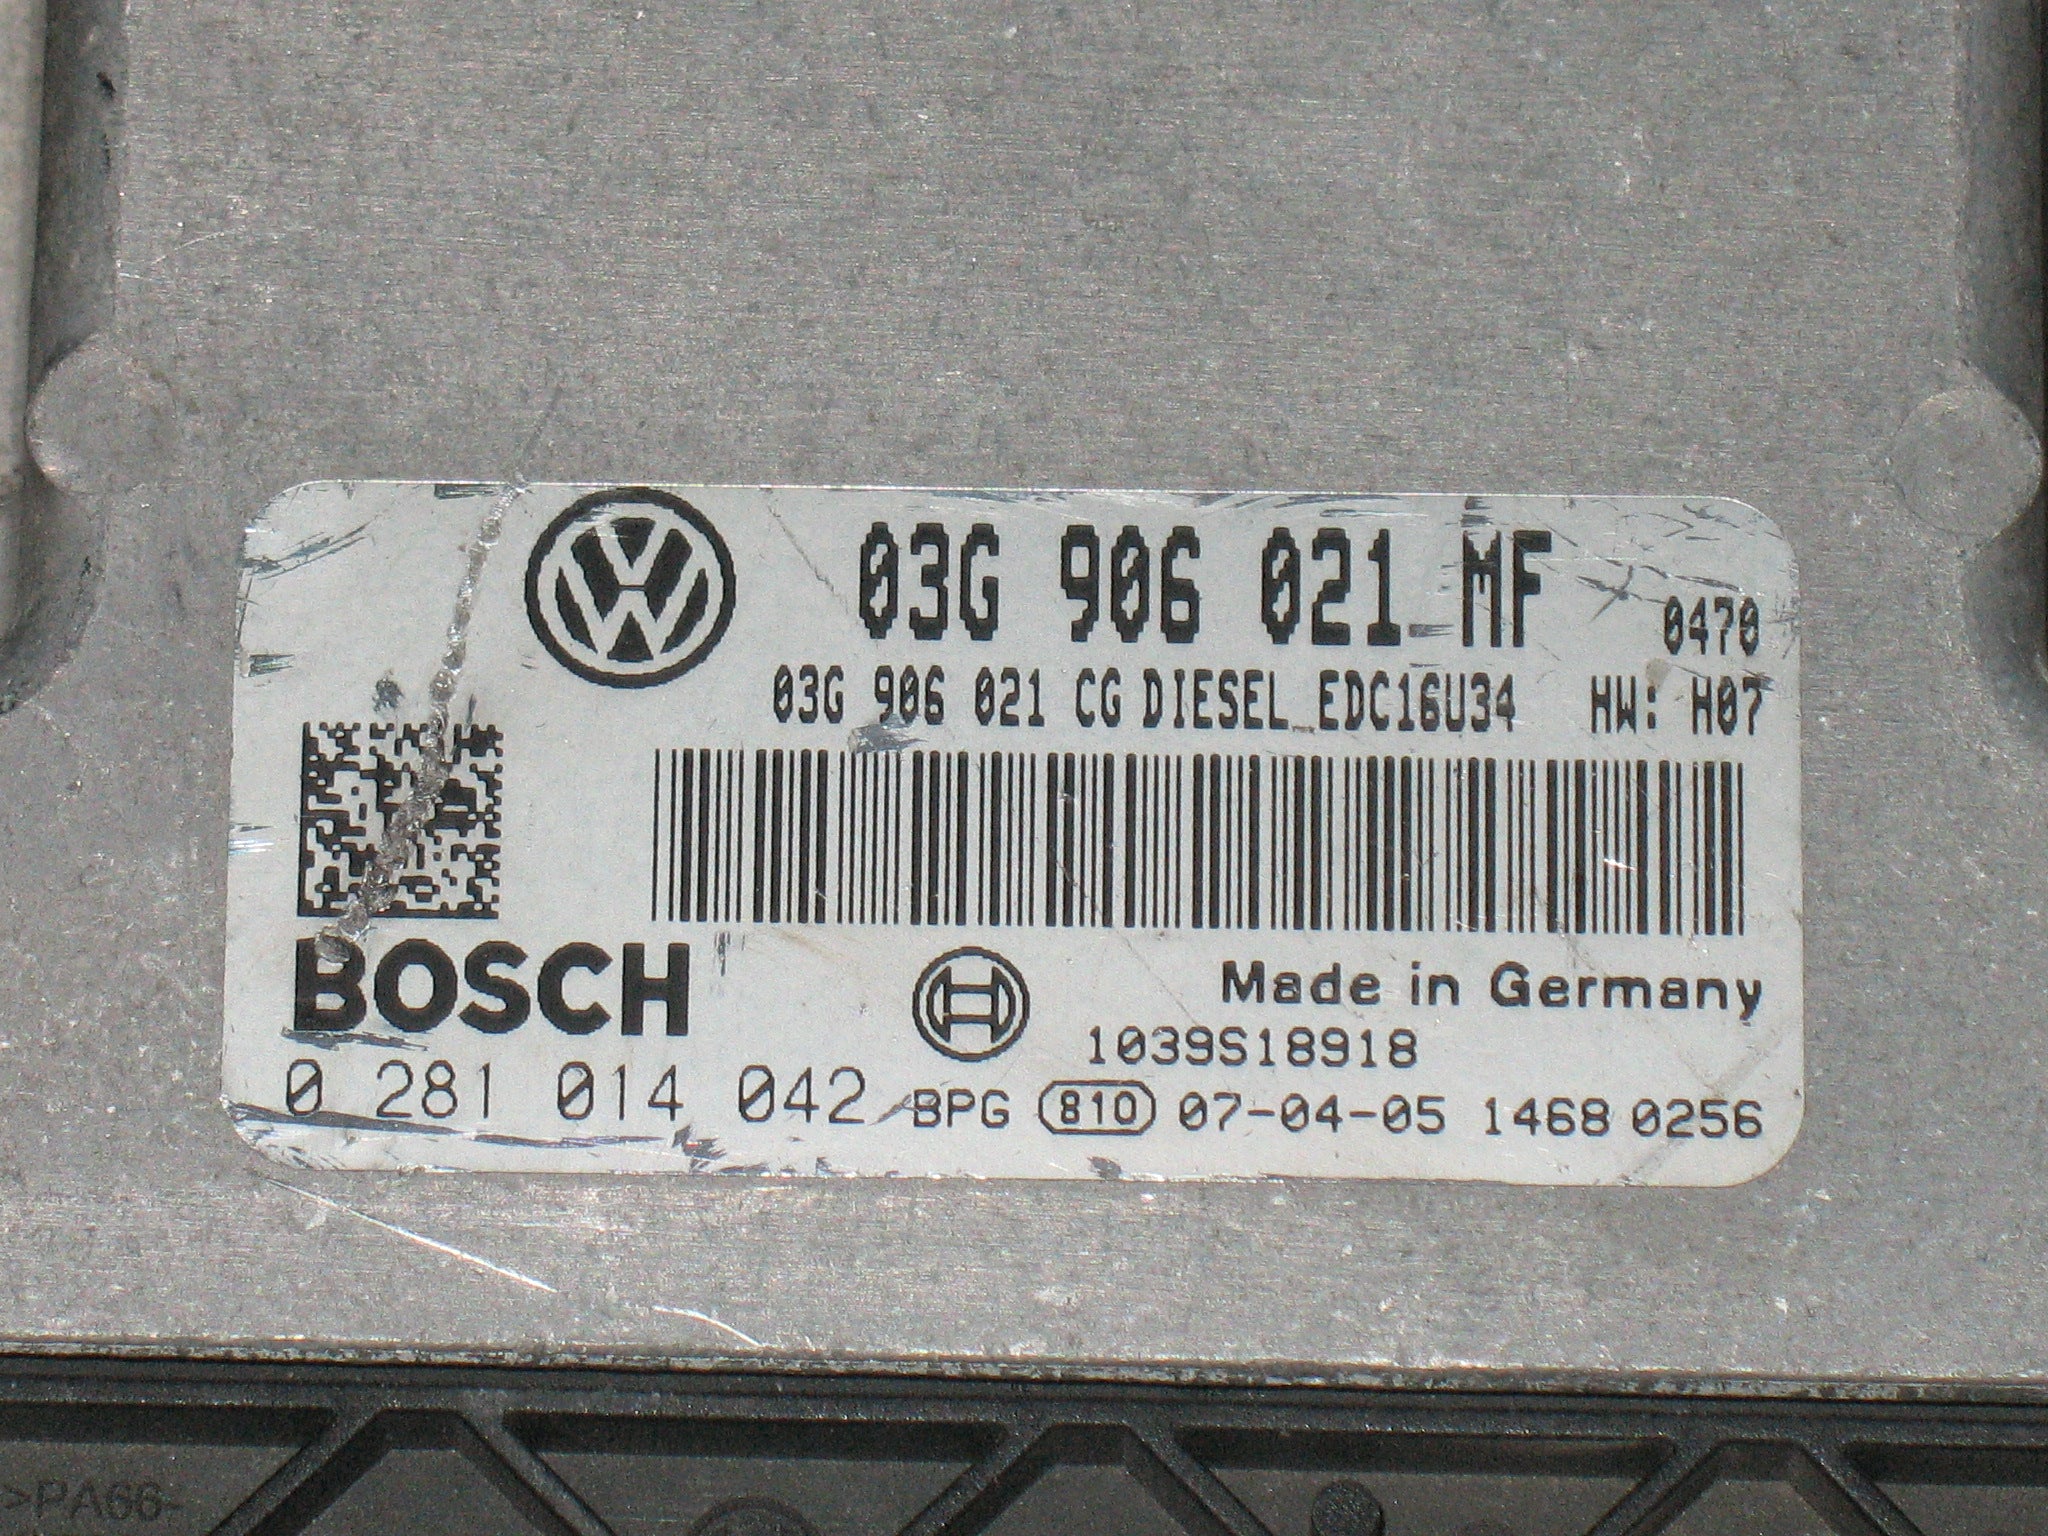 03G 906 021 MF 0470
03G 906 021 CG DIESEL EDC16U34 HW: H07
BOSCH
Made in Germany
1039S18918
0 281 014 042 BPG 810 07-04-05 1468 0256
>PA66-